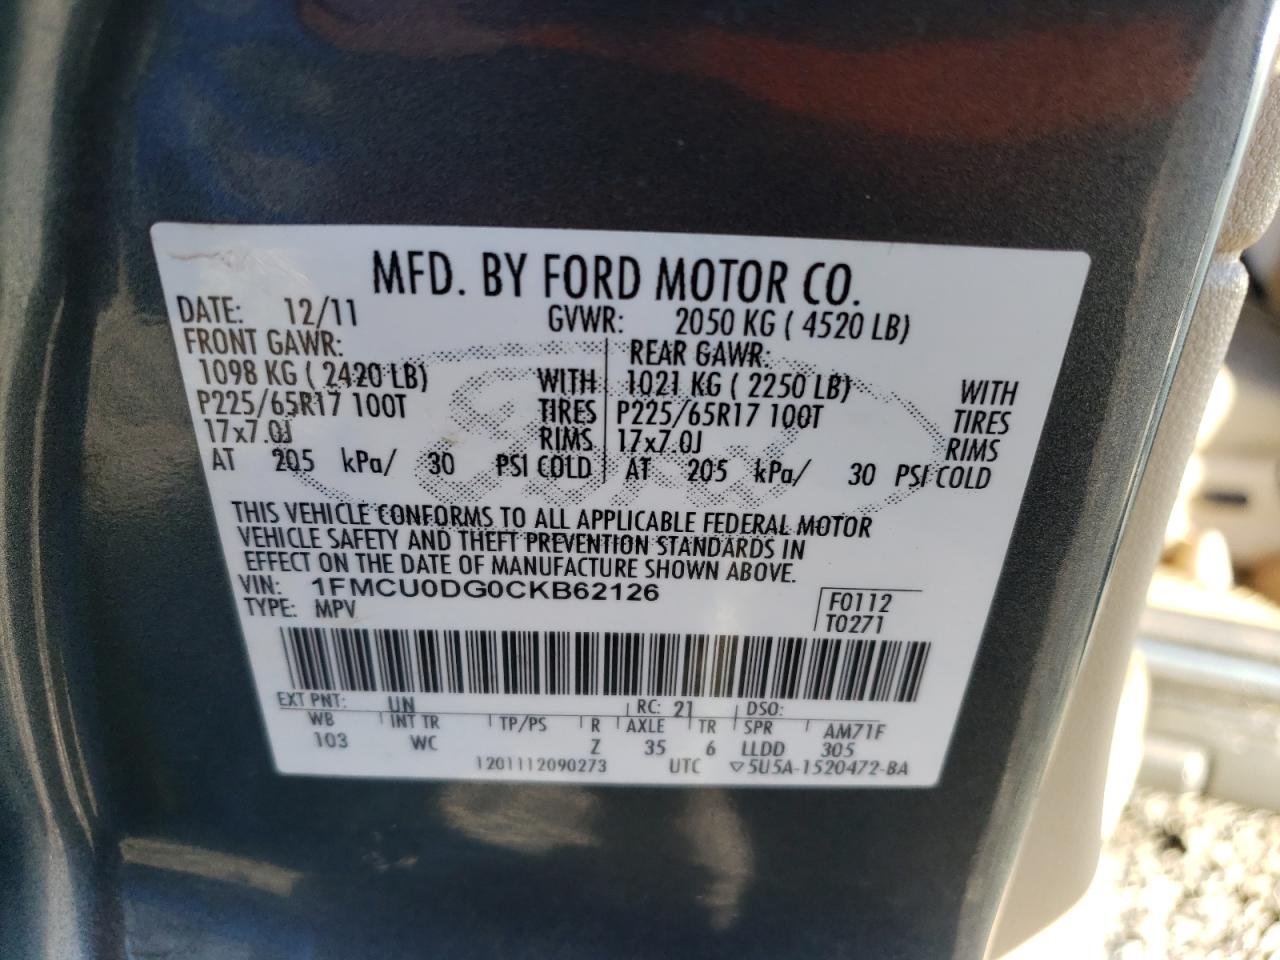 MFD. BY FORD MOTOR CO.
DATE: 12/11 GVWR: 2050 KG ( 4520 LB)
FRONT GAWR: REAR GAWR:
1098 KG ( 2420 LB) WITH 1021 KG ( 2250 LB) WITH
P225/65R17 100T TIRES P225/65R17 100T TIRES
17x7.0J RIMS 17x7.0J RIMS
AT 205 kPa/ 30 PSI COLD AT 205 kPa/ 30 PSI COLD
THIS VEHICLE CONFORMS TO ALL APPLICABLE FEDERAL MOTOR
VEHICLE SAFETY AND THEFT PREVENTION STANDARDS IN
EFFECT ON THE DATE OF MANUFACTURE SHOWN ABOVE.
VIN: 1FMCU0DG0CKB62126 F0112
TYPE: MPV T0271
EXT PNT: UN RC: 21 DSO:
WB INT TR TP/PS R AXLE TR SPR AM71F
103 WC Z 35 6 LLDD 305
1201112090273 UTC ▽5U5A-1520472-BA